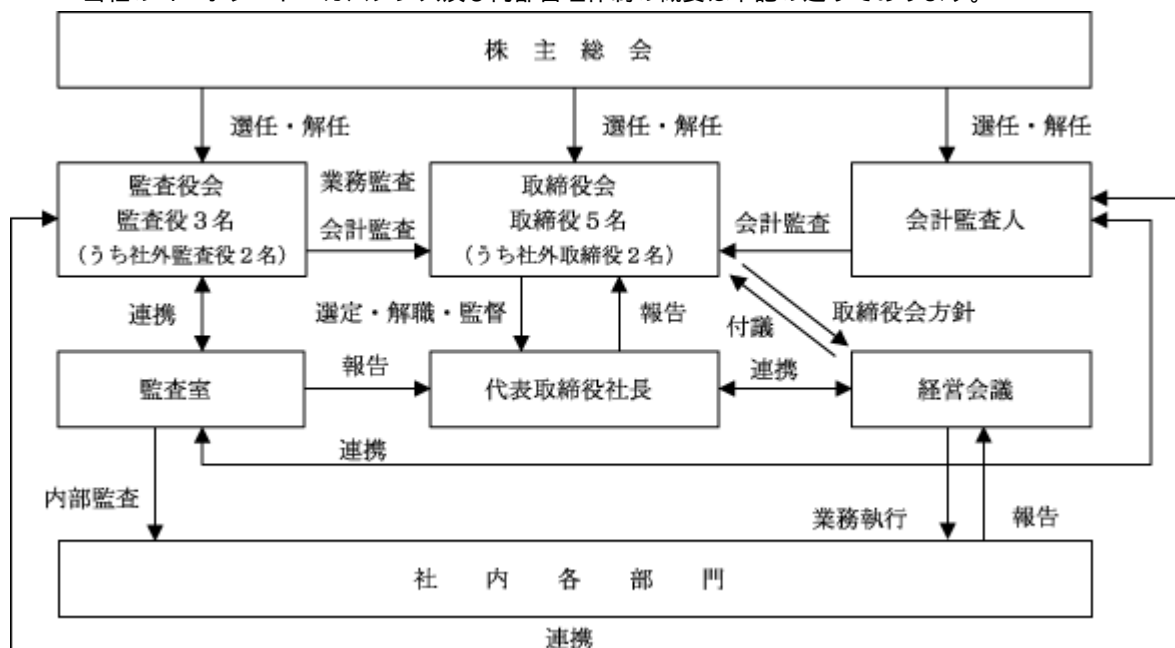 株主総会
選任・解任
選任・解任
選任・解任
監査役会
監査役3名
(うち社外監査役2名)
業務監査
会計監査
取締役会
取締役5名
(うち社外取締役2名)
会計監査
会計監査人
連携
選定・解職・監督
報告
付議
取締役会方針
監査室
報告
代表取締役社長
連携
経営会議
連携
内部監査
業務執行
報告
社内各部門
連携